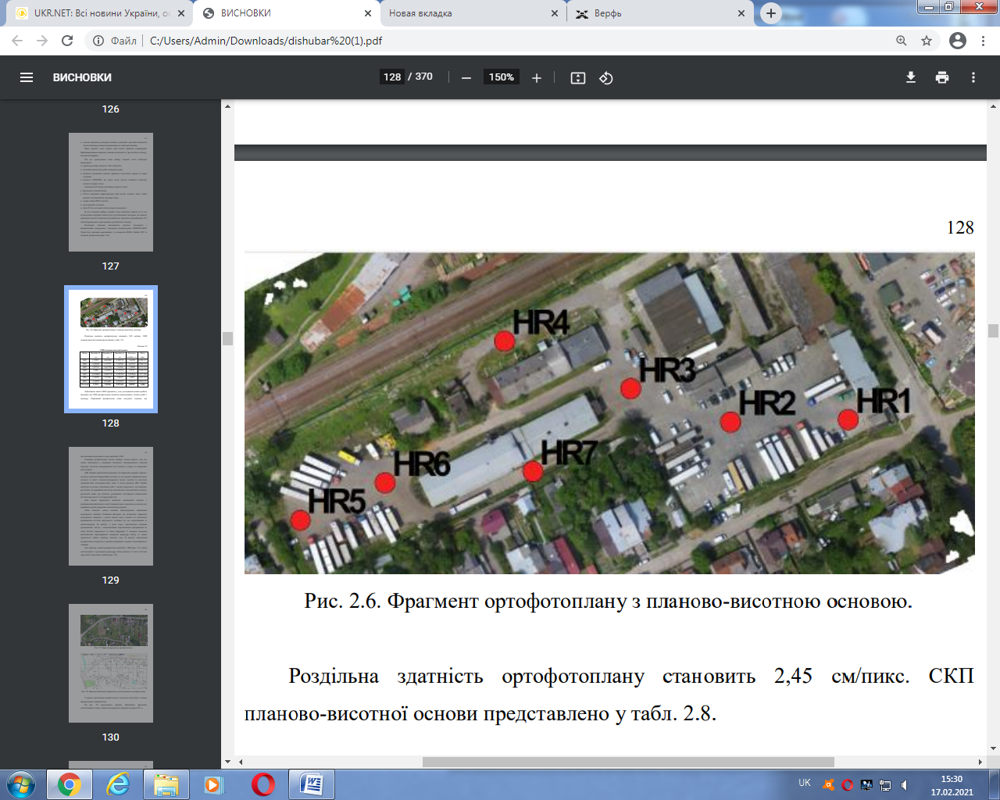 UKR.NET: Всі новини України, ос
ВИСНОВКИ
Новая вкладка
Верфь
Файл
C:/Users/Admin/Downloads/dishubar%20(1).pdf
ВИСНОВКИ
128 / 370
150%
126
127
128
129
130
128
HR4
HR3
HR2
HR1
HR7
HR6
HR5
Рис. 2.6. Фрагмент ортофотоплану з планово-висотною основою.
Роздільна здатність ортофотоплану становить 2,45 см/пикс. СКП
планово-висотної основи представлено у табл. 2.8.
UK
15:30
17.02.2021